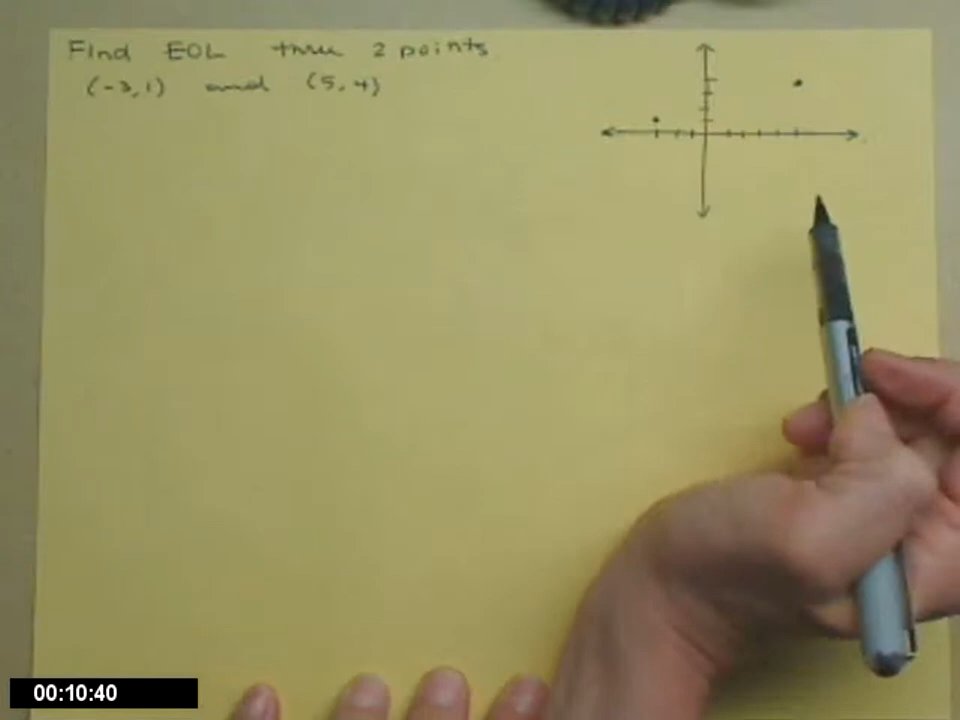 Find EOL thru 2 points
(-3,1) and (5,4)
00:10:40